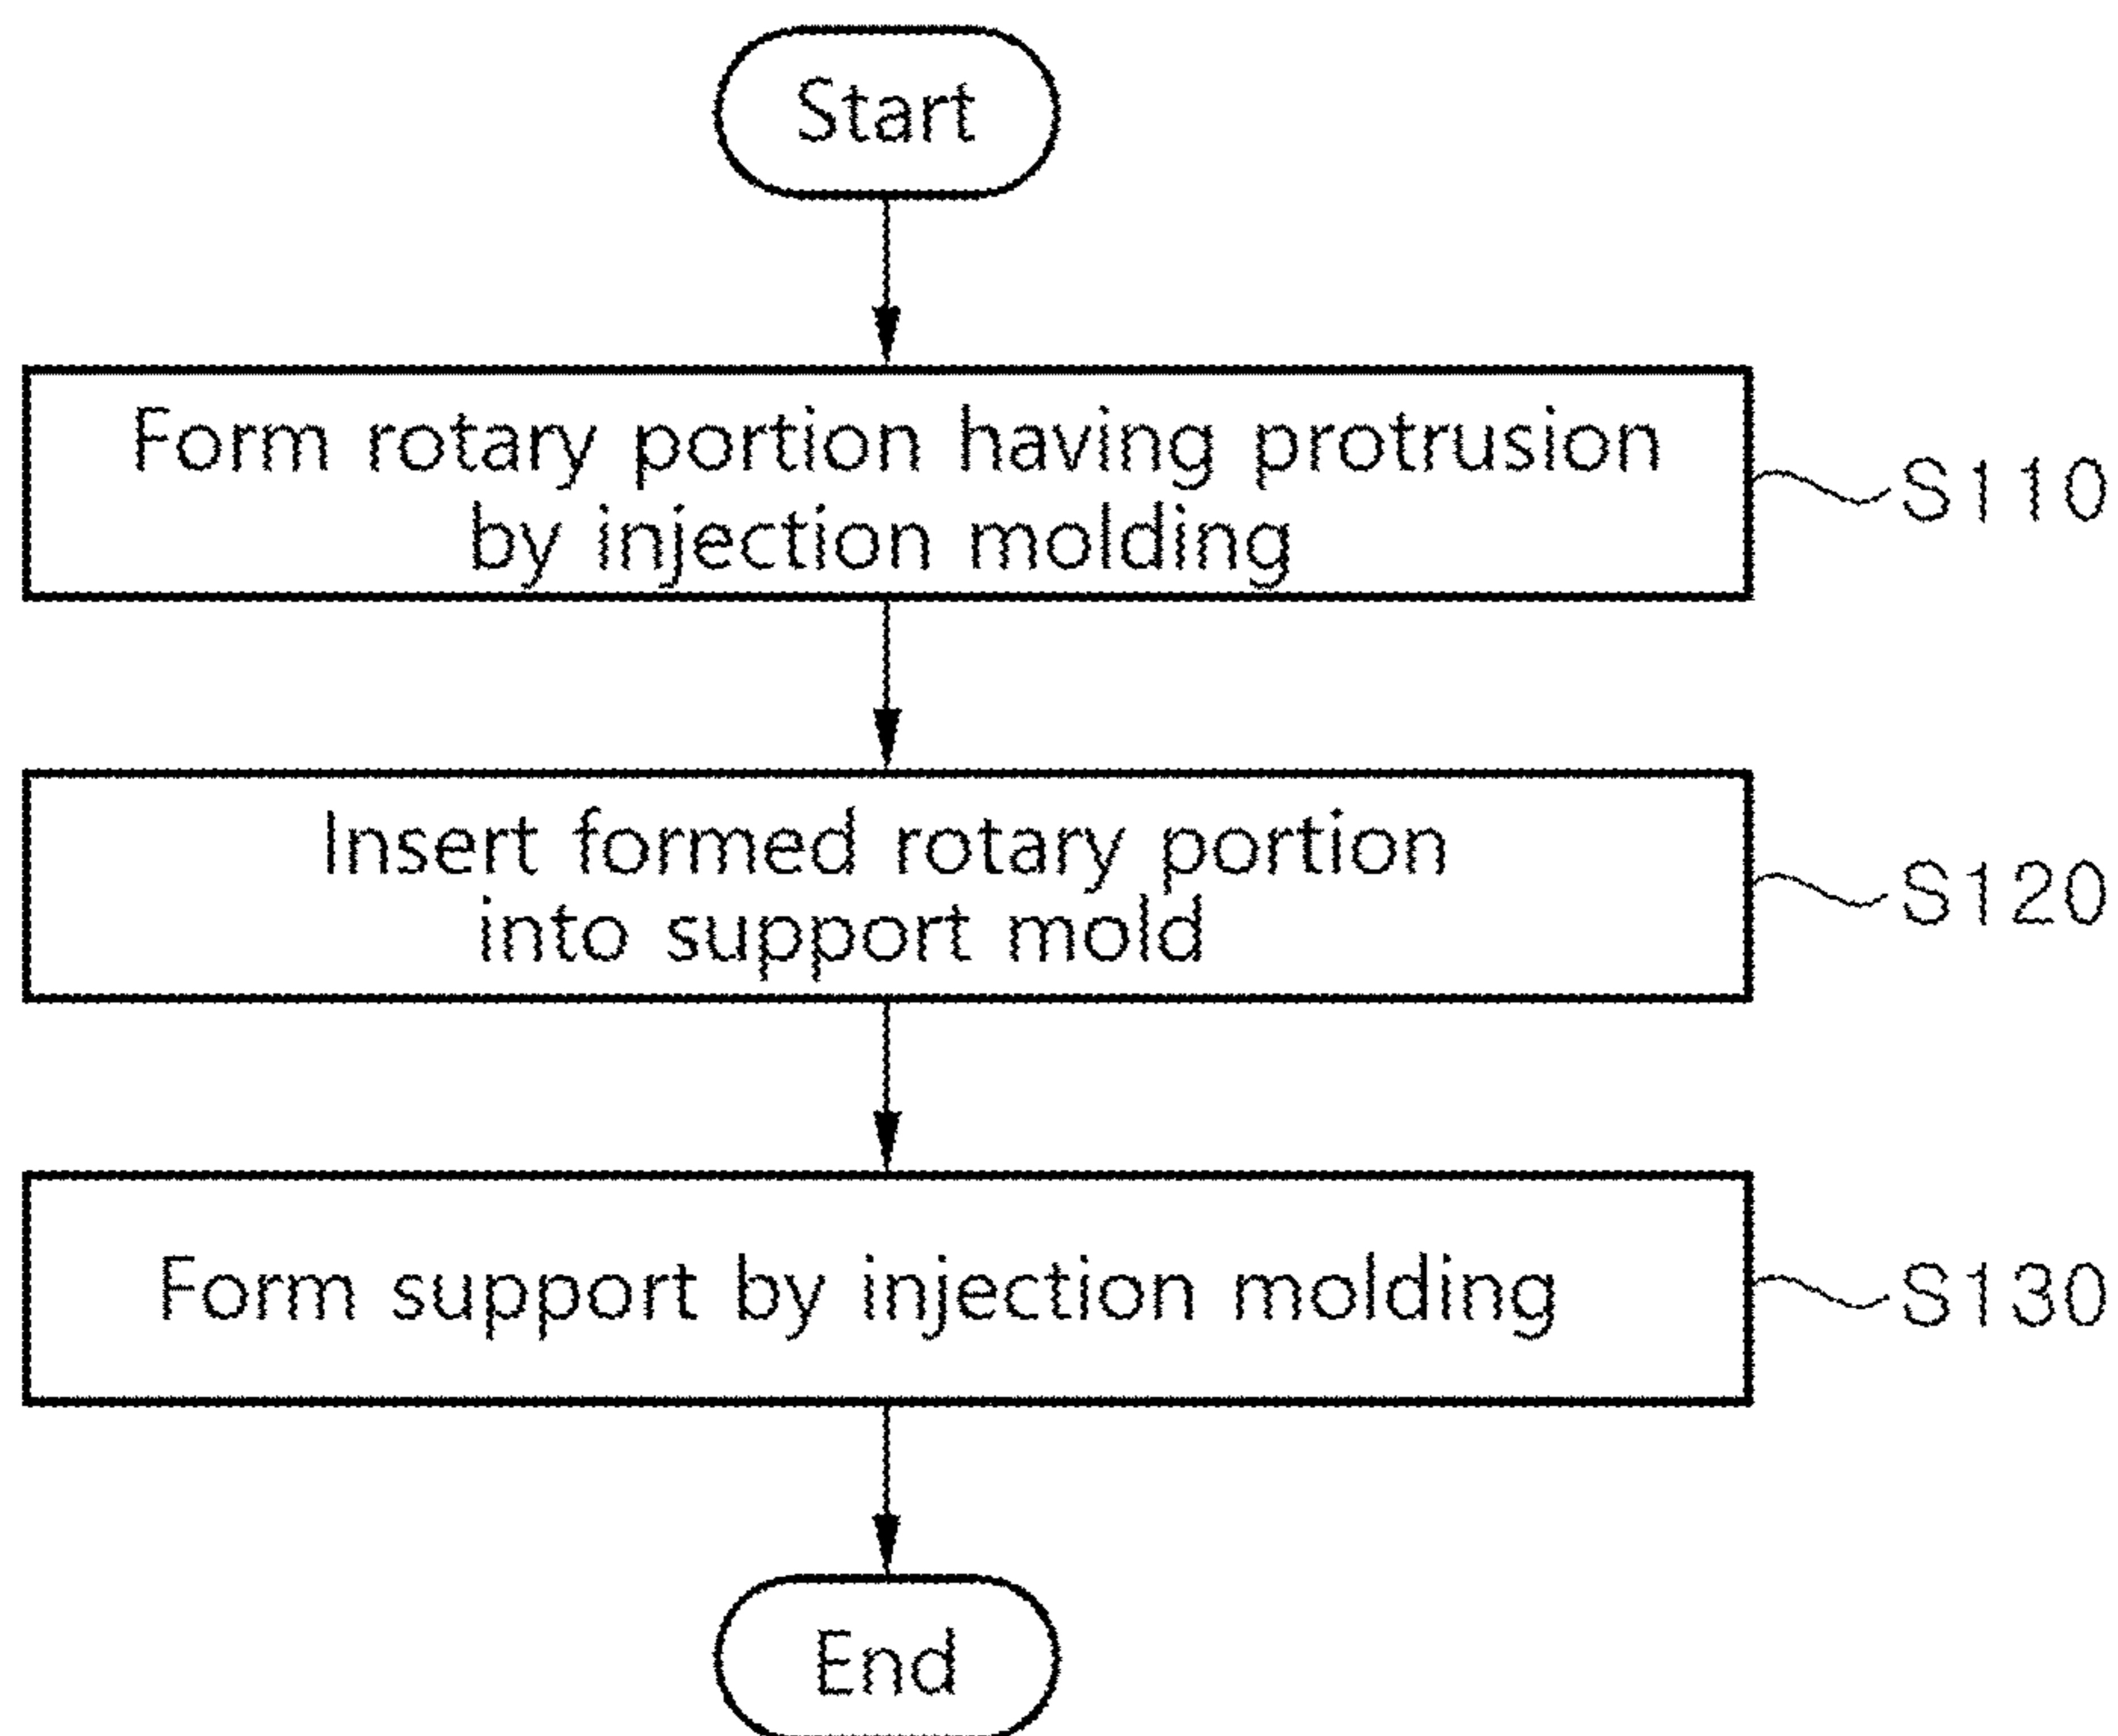 Start
Form rotary portion having protrusion
by injection molding
S110
Insert formed rotary portion
into support mold
S120
Form support by injection molding
S130
End